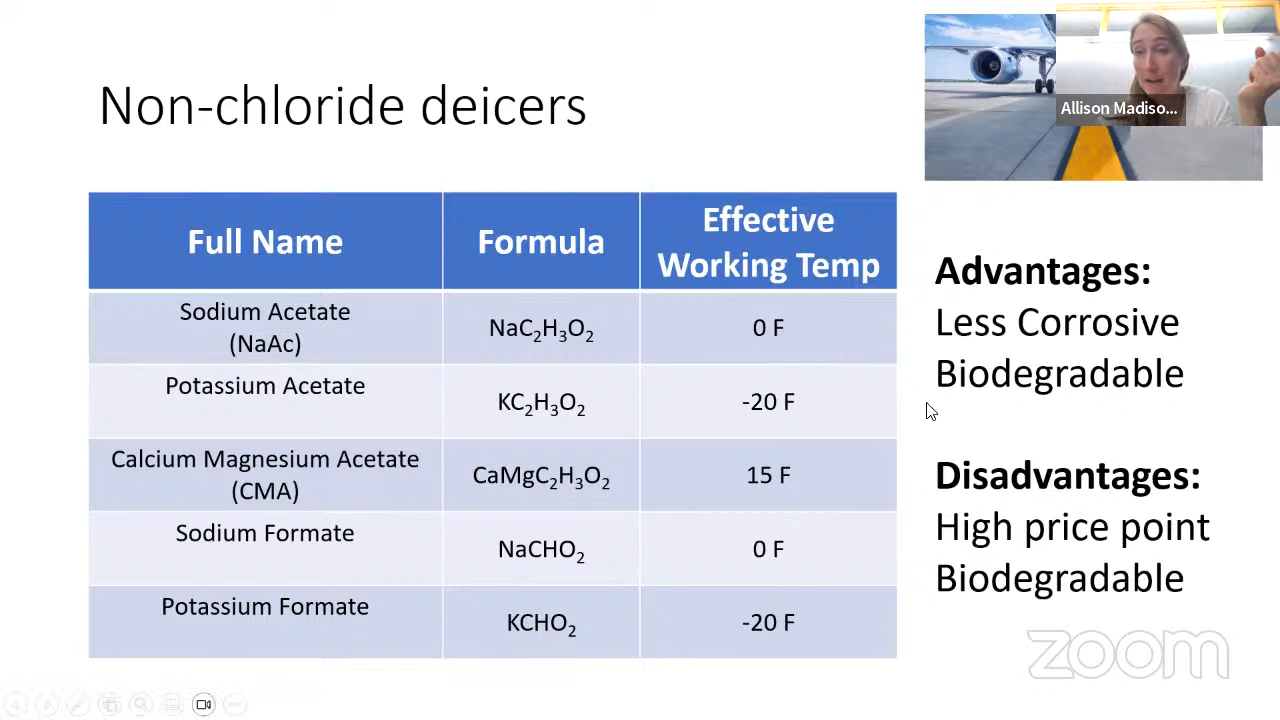 Non-chloride deicers
Allison Madiso...
Full Name
Formula
Effective
Working Temp
Sodium Acetate
(NaAc)
NaC₂H₃O₂
0 F
Potassium Acetate
KC₂H₃O₂
-20 F
Calcium Magnesium Acetate
(CMA)
CaMgC₂H₃O₂
15 F
Sodium Formate
NaCHO₂
0 F
Potassium Formate
KCHO₂
-20 F
Advantages:
Less Corrosive
Biodegradable
Disadvantages:
High price point
Biodegradable
zoom